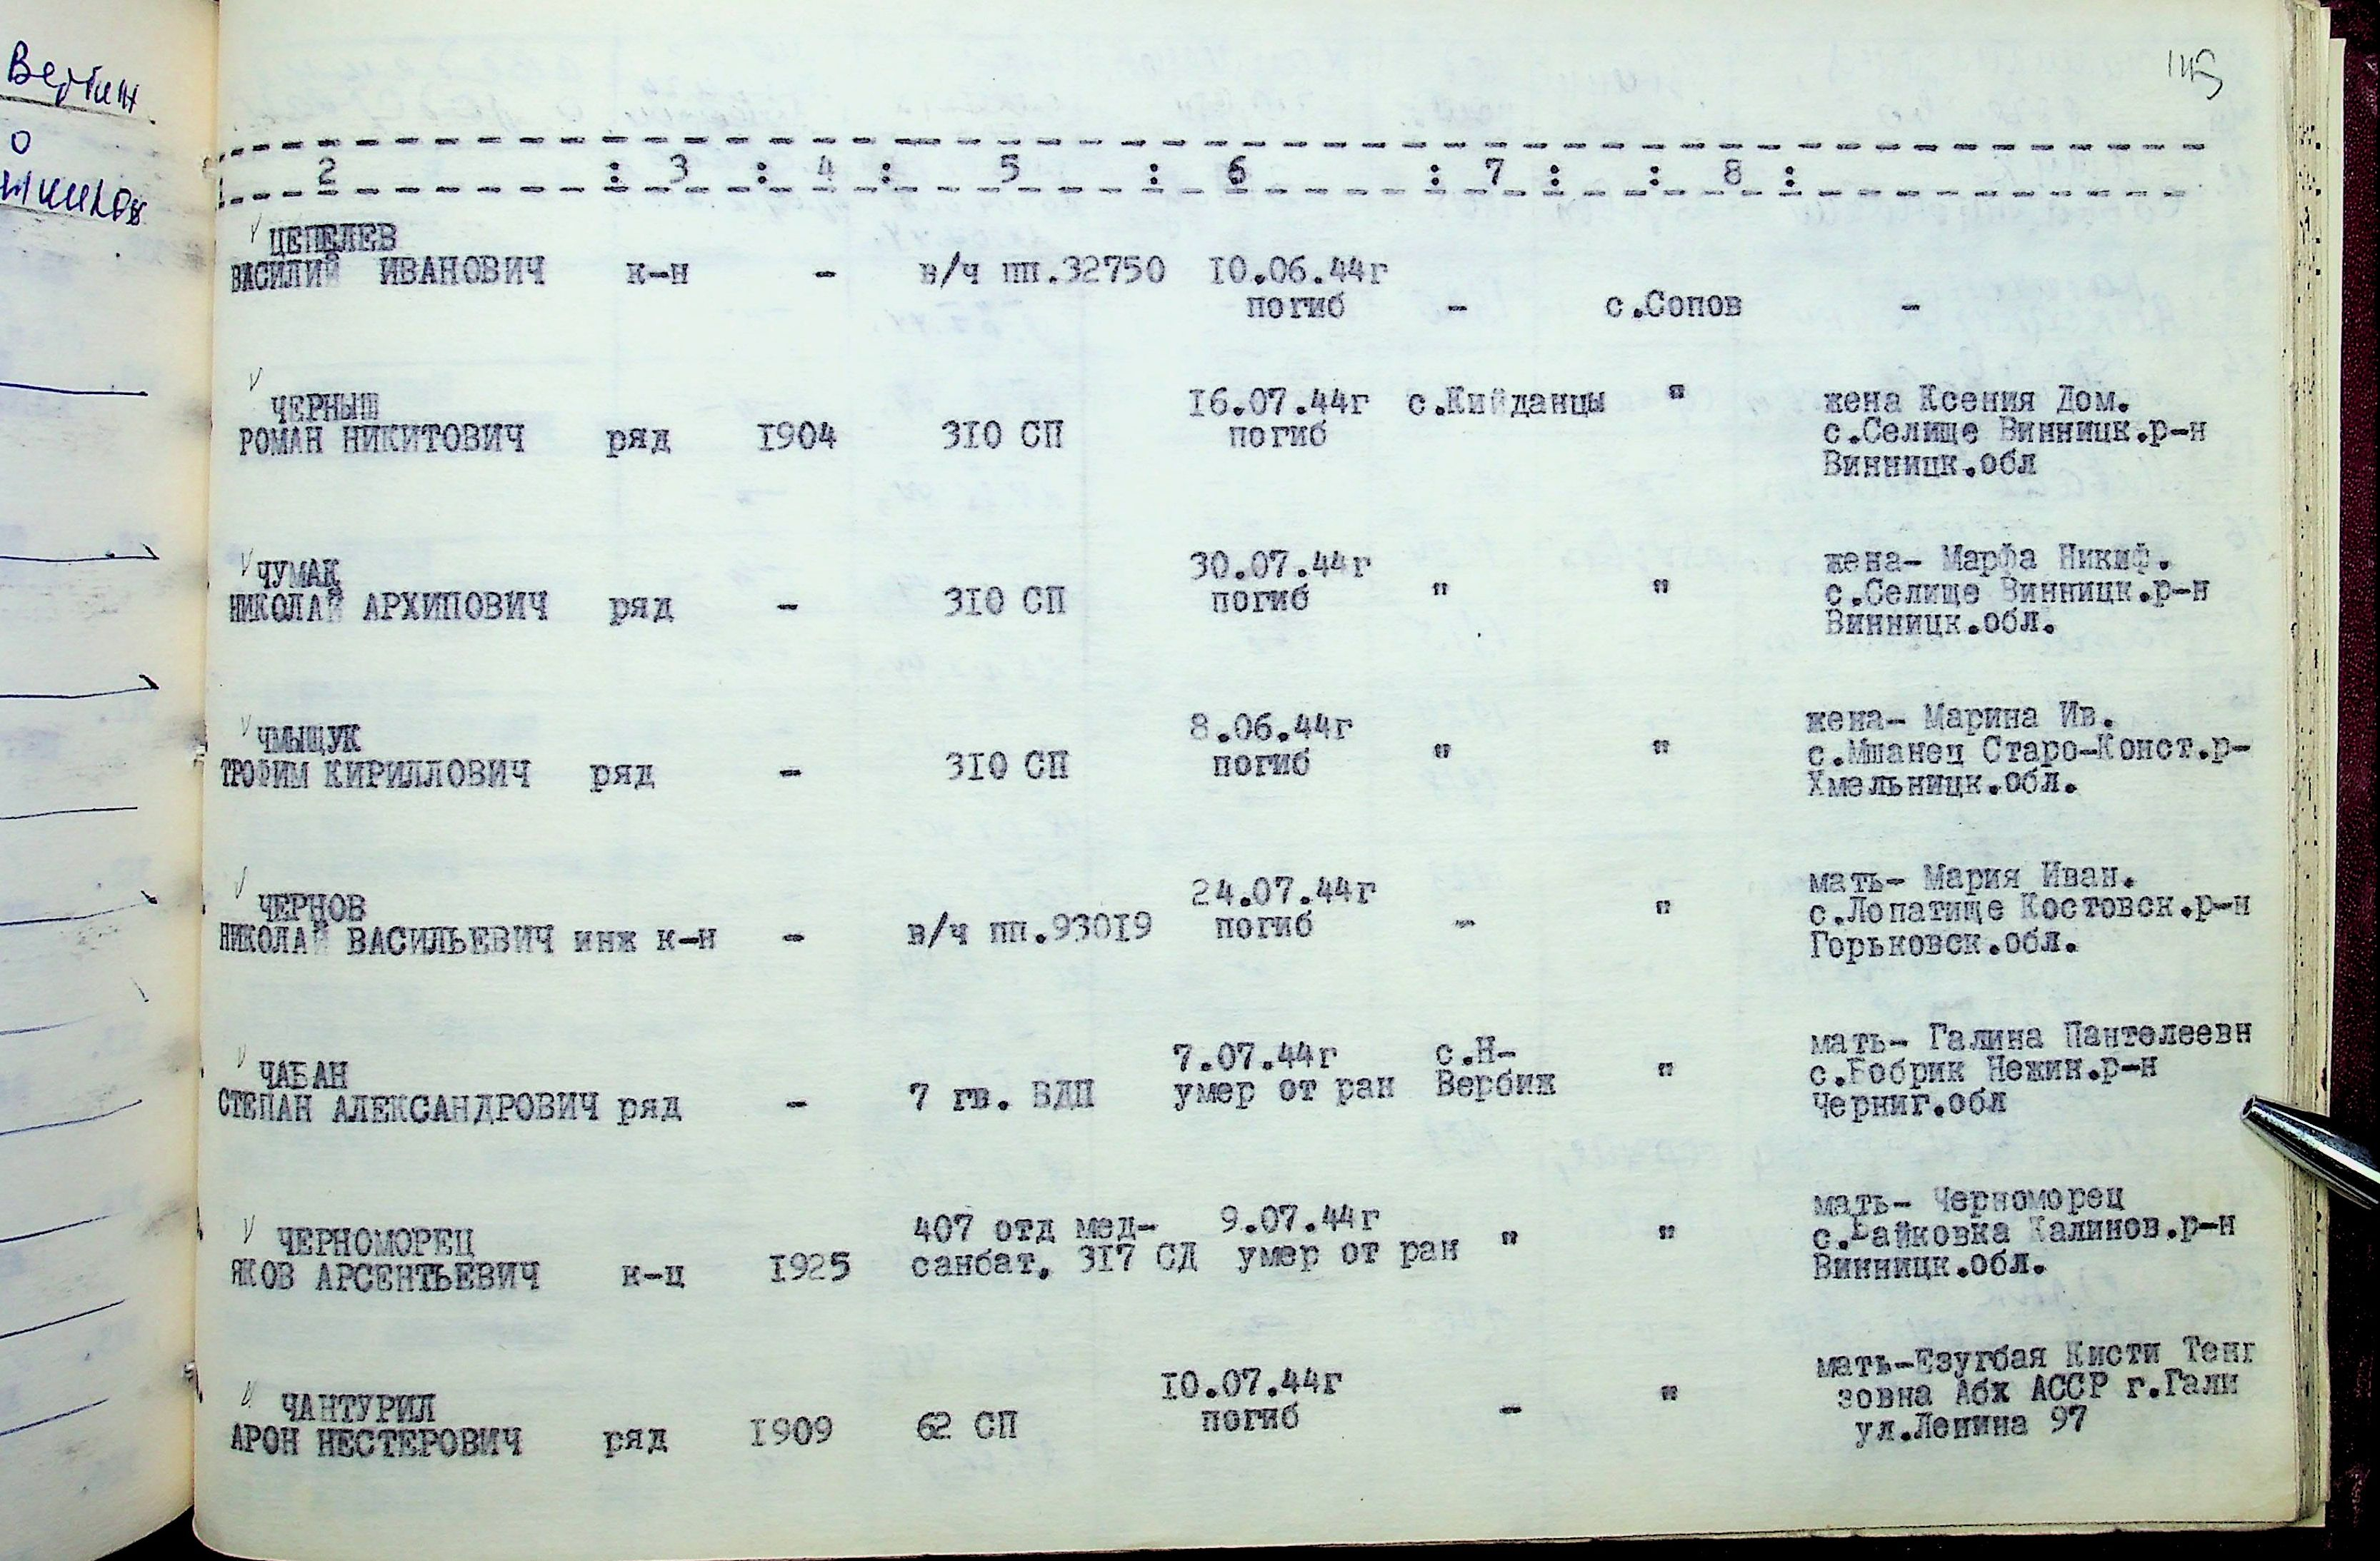 Вербиж
о
145
2 : 3 : 4 : 5 : 6 : 7 : : 8 :
ЦЕПЕЛЕВ
ВАСИЛИЙ ИВАНОВИЧ к-н - в/ч пп.32750 10.06.44г
погиб - с.Сопов -
ЧЕРНЫШ 16.07.44г с.Кийданцы " жена Ксения Дом.
РОМАН НИКИТОВИЧ ряд 1904 310 СП погиб с.Селище Винницк.р-н
Винницк.обл
ЧУМАК 30.07.44г жена- Марфа Никиф.
НИКОЛАЙ АРХИПОВИЧ ряд - 310 СП погиб " " с.Селище Винницк.р-н
Винницк.обл.
ЧМЫЩУК 8.06.44г жена- Марина Ив.
ТРОФИМ КИРИЛЛОВИЧ ряд - 310 СП погиб " " с.Мшанец Старо-Конст.р-
Хмельницк.обл.
ЧЕРНОВ 24.07.44г мать- Мария Иван.
НИКОЛАЙ ВАСИЛЬЕВИЧ инж к-н - в/ч пп.93019 погиб - " с.Лопатище Костовск.р-н
Горьковск.обл.
ЧАБАН 7.07.44г с.Н- мать- Галина Пантелеевн
СТЕПАН АЛЕКСАНДРОВИЧ ряд - 7 гв. ВДП умер от ран Вербиж " с.Бобрик Нежин.р-н
Черниг.обл
ЧЕРНОМОРЕЦ 407 отд мед- 9.07.44г мать- Черноморец
ЯКОВ АРСЕНТЬЕВИЧ к-ц 1925 санбат. 317 СД умер от ран " " с.Байковка Калинов.р-н
Винницк.обл.
ЧАНТУРИЛ 10.07.44г мать-Езугбая Кисти Тенг
АРОН НЕСТЕРОВИЧ ряд 1909 62 СП погиб - " зовна Абх АССР г.Гали
ул.Ленина 97